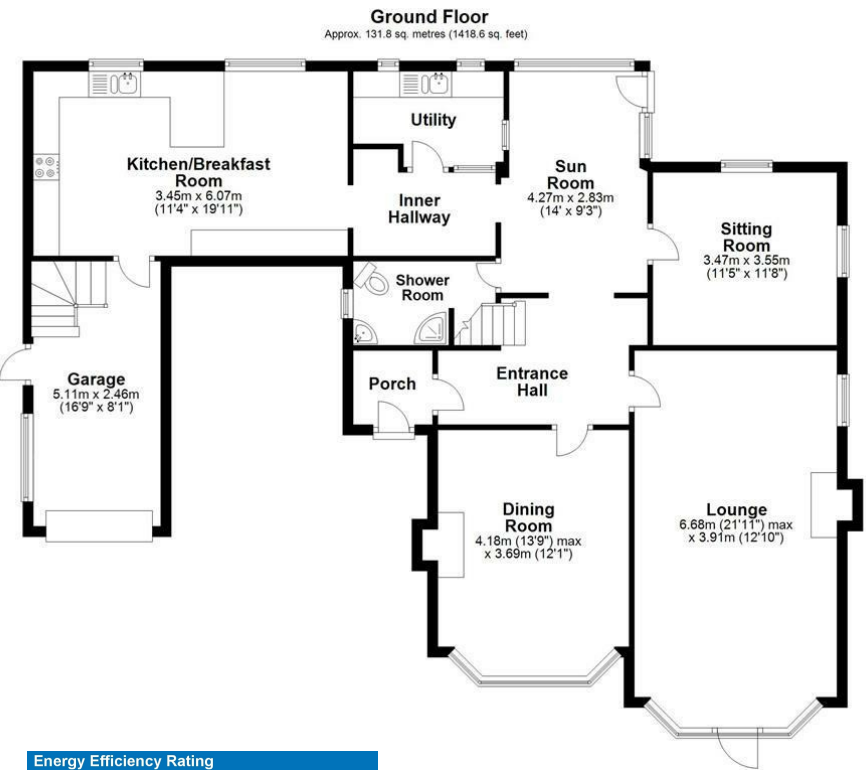 Ground Floor
Approx. 131.8 sq. metres (1418.6 sq. feet)
Kitchen/Breakfast
Room
3.45m x 6.07m
(11'4" x 19'11")
Utility
Inner
Hallway
Sun
Room
4.27m x 2.83m
(14' x 9'3")
Sitting
Room
3.47m x 3.55m
(11'5" x 11'8")
Shower
Room
Garage
5.11m x 2.46m
(16'9" x 8'1")
Porch
Entrance
Hall
Dining
Room
4.18m (13'9") max
x 3.69m (12'1")
Lounge
6.68m (21'11") max
x 3.91m (12'10")
Energy Efficiency Rating